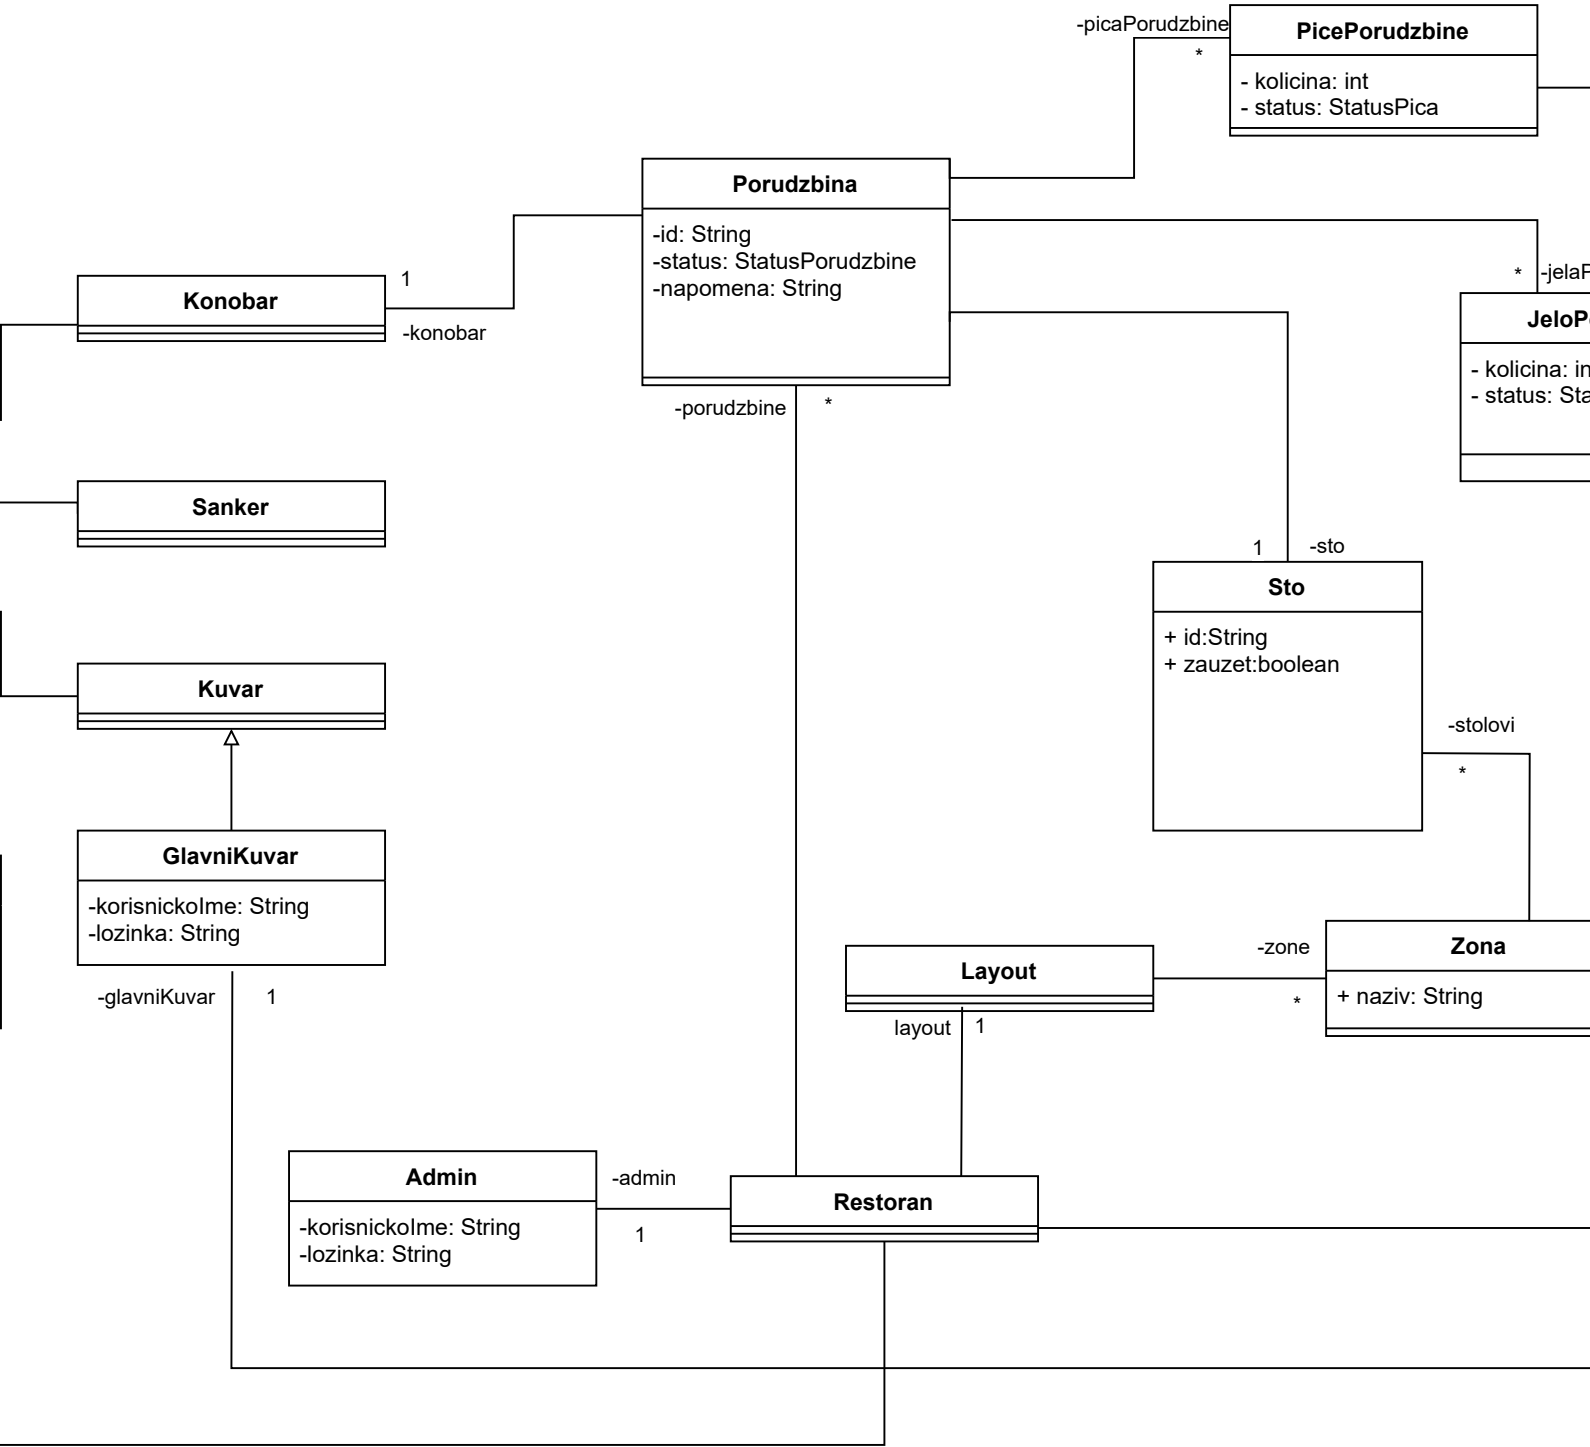 -picaPorudzbine
*
PicePorudzbine
- kolicina: int
- status: StatusPica
Porudzbina
-id: String
-status: StatusPorudzbine
-napomena: String
1
Konobar
-konobar
* -jelaP
JeloP
- kolicina: in
- status: Sta
-porudzbine *
Sanker
1 -sto
Sto
+ id:String
+ zauzet:boolean
Kuvar
-stolovi
*
GlavniKuvar
-korisnickoIme: String
-lozinka: String
-glavniKuvar 1
Layout
layout 1
-zone
*
Zona
+ naziv: String
Admin
-korisnickoIme: String
-lozinka: String
-admin
1
Restoran